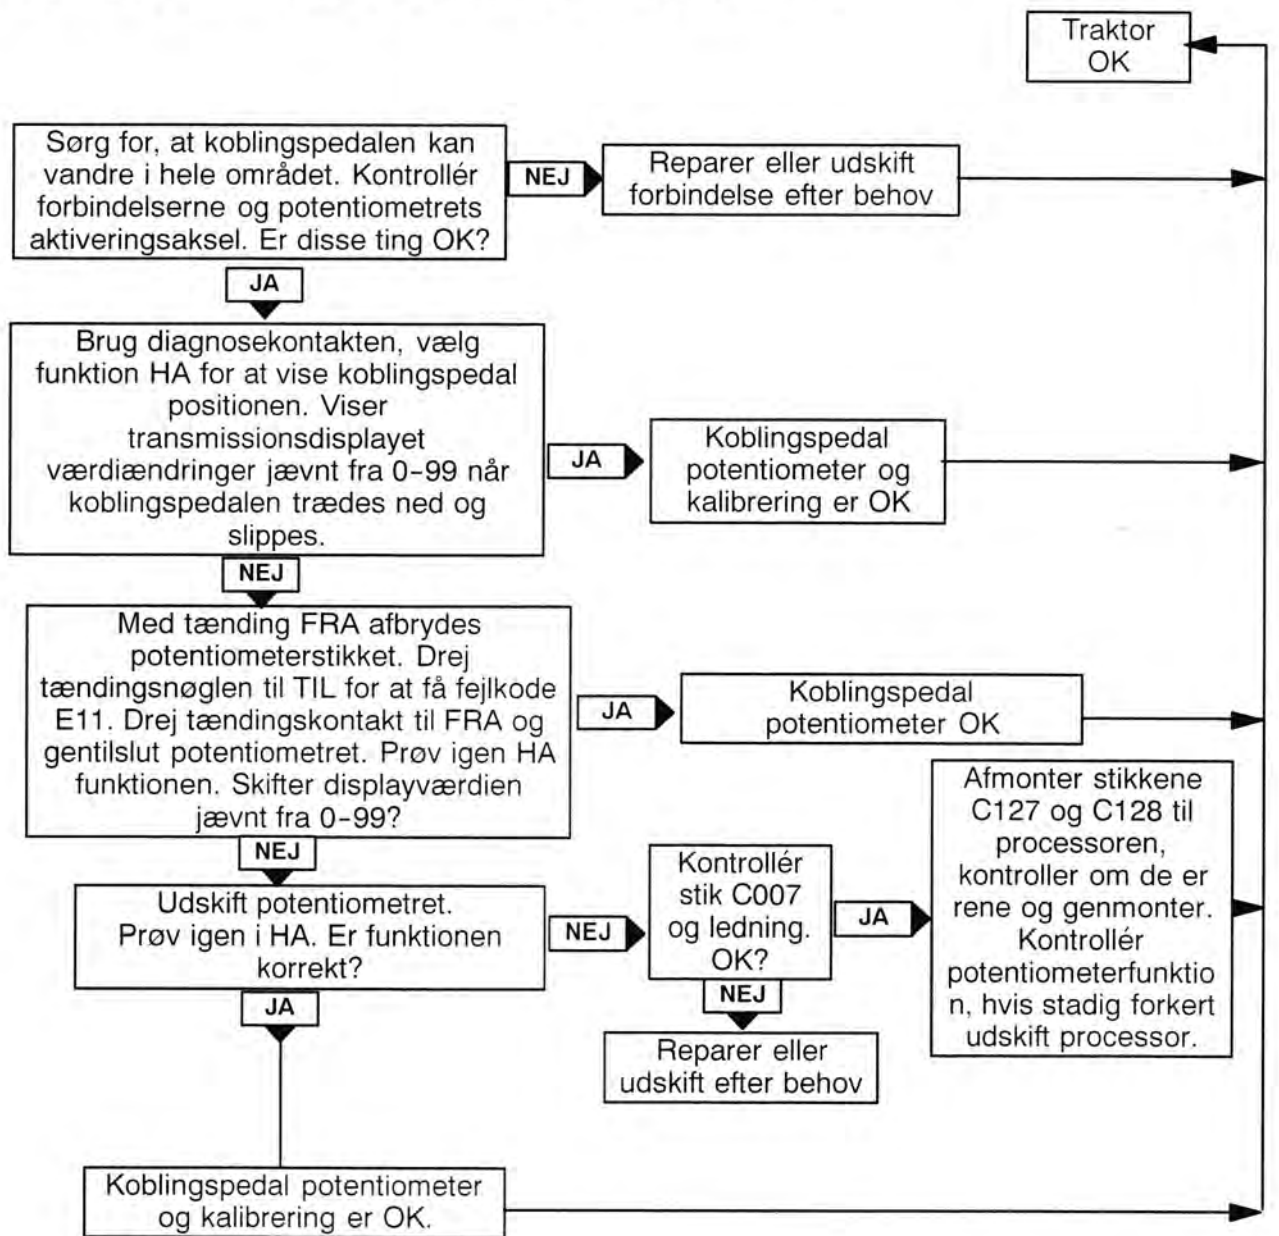 Traktor
OK
Sørg for, at koblingspedalen kan
vandre i hele området. Kontrollér
forbindelserne og potentiometrets
aktiveringsaksel. Er disse ting OK?
NEJ
Reparer eller udskift
forbindelse efter behov
JA
Brug diagnosekontakten, vælg
funktion HA for at vise koblingspedal
positionen. Viser
transmissionsdisplayet
værdiændringer jævnt fra 0–99 når
koblingspedalen trædes ned og
slippes.
JA
Koblingspedal
potentiometer og
kalibrering er OK
NEJ
Med tænding FRA afbrydes
potentiometerstikket. Drej
tændingsnøglen til TIL for at få fejlkode
E11. Drej tændingskontakt til FRA og
gentilslut potentiometret. Prøv igen HA
funktionen. Skifter displayværdien
jævnt fra 0–99?
JA
Koblingspedal
potentiometer OK
NEJ
Udskift potentiometret.
Prøv igen i HA. Er funktionen
korrekt?
NEJ
Kontrollér
stik C007
og ledning.
OK?
JA
Afmonter stikkene
C127 og C128 til
processoren,
kontroller om de er
rene og genmonter.
Kontrollér
potentiometerfunktio
n, hvis stadig forkert
udskift processor.
NEJ
Reparer eller
udskift efter behov
JA
Koblingspedal potentiometer
og kalibrering er OK.